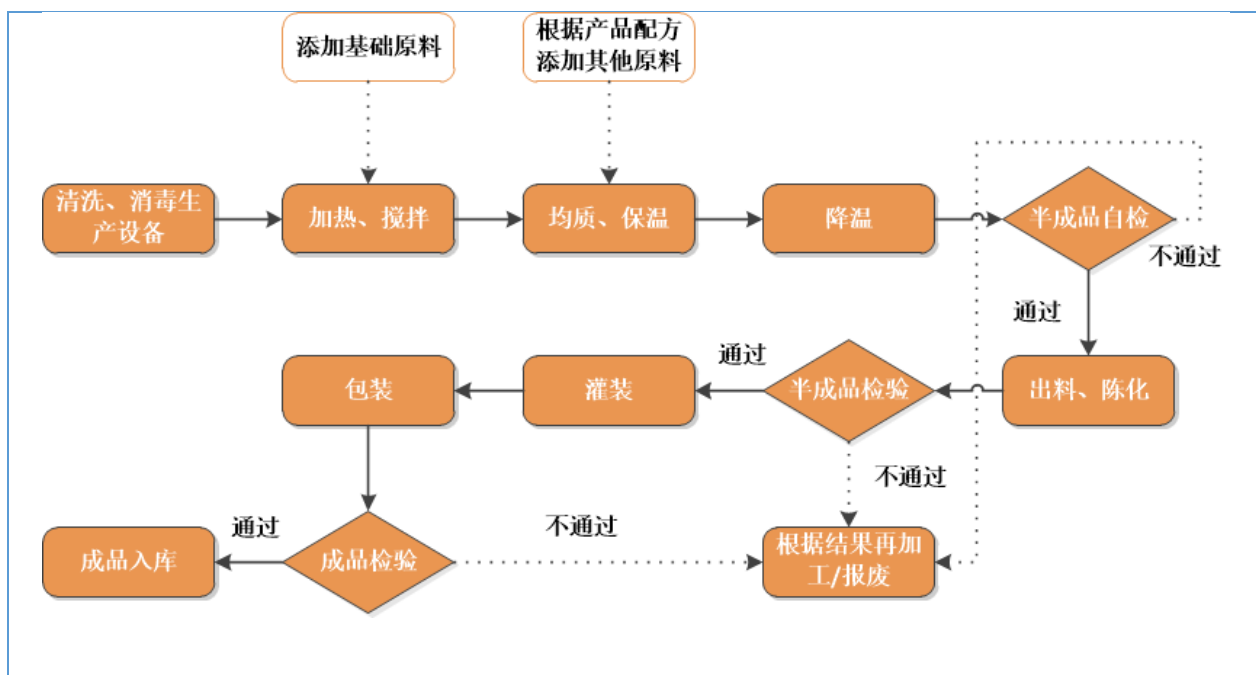 添加基础原料
根据产品配方
添加其他原料
清洗、消毒生
产设备
加热、搅拌
均质、保温
降温
半成品自检
不通过
通过
出料、陈化
半成品检验
通过
灌装
包装
不通过
成品检验
通过
成品入库
不通过
根据结果再加
工/报废